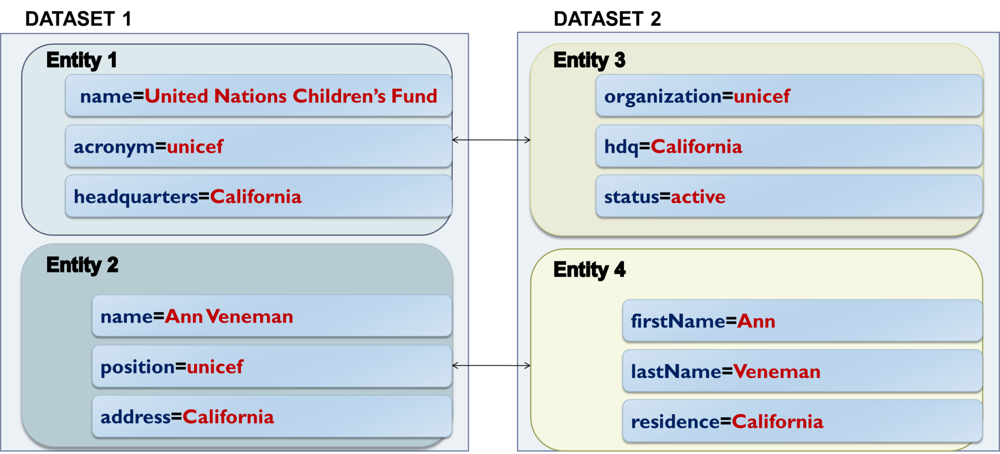 DATASET 1
Entity 1
name=United Nations Children’s Fund
acronym=unicef
headquarters=California
Entity 2
name=Ann Veneman
position=unicef
address=California
DATASET 2
Entity 3
organization=unicef
hdq=California
status=active
Entity 4
firstName=Ann
lastName=Veneman
residence=California